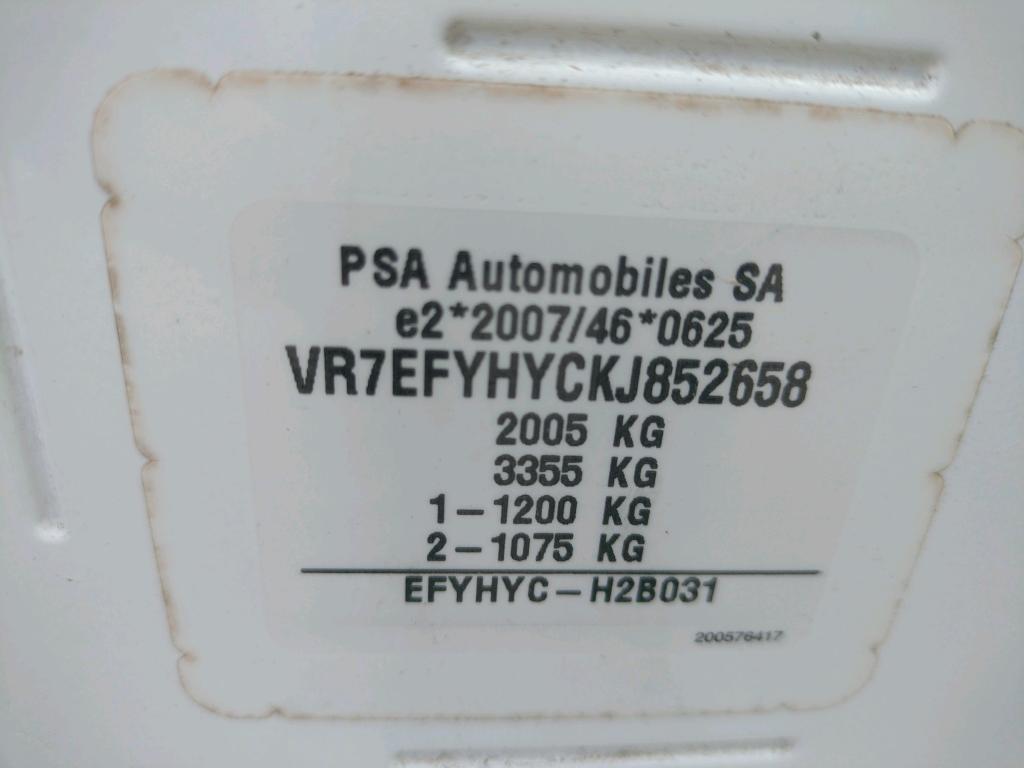 PSA Automobiles SA
e2*2007/46*0625
VR7EFYHYCKJ852658
2005 KG
3355 KG
1-1200 KG
2-1075 KG
EFYHYC-H2B031
200576417